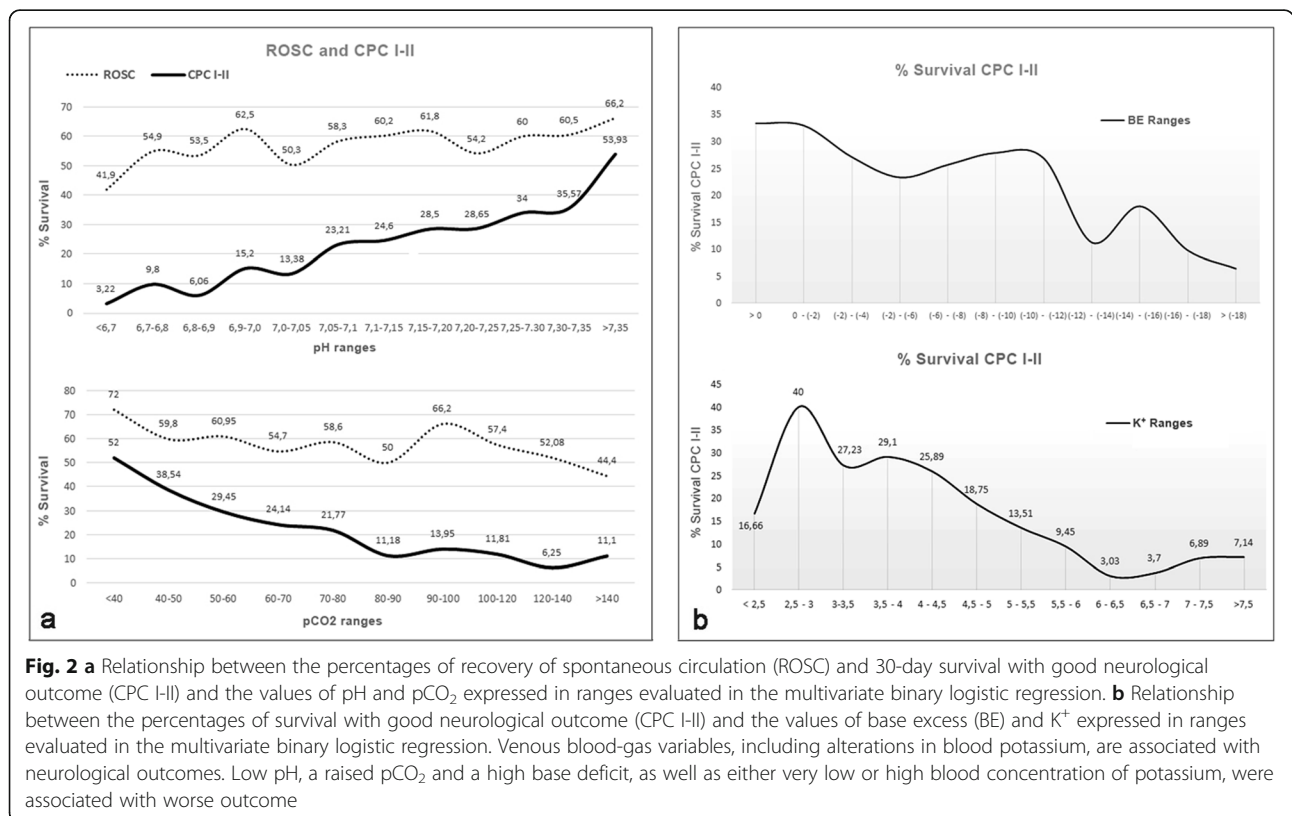 ROSC and CPC I-II
ROSC CPC I-II
% Survival
70
60
50
40
30
20
10
0
41,9 54,9 53,5 62,5 50,3 58,3 60,2 61,8 54,2 60 60,5 66,2
3,22 9,8 6,06 15,2 13,38 23,21 24,6 28,5 28,65 34 35,57 53,93
<6,7 6,7-6,8 6,8-6,9 6,9-7,0 7,0-7,05 7,05-7,1 7,1-7,15 7,15-7,20 7,20-7,25 7,25-7.30 7,30-7,35 >7,35
pH ranges
% Survival
80
70
60
50
40
30
20
10
0
72 59,8 60,95 54,7 58,6 50 66,2 57,4 52,08 44,4
52 38,54 29,45 24,14 21,77 11,18 13,95 11,81 6,25 11,1
<40 40-50 50-60 60-70 70-80 80-90 90-100 100-120 120-140 >140
pCO2 ranges
a
% Survival CPC I-II
BE Ranges
% Survival CPC I-II
40
35
30
25
20
15
10
5
0
> 0 0 - (-2) (-2) - (-4) (-2) - (-6) (-6) - (-8) (-8) - (-10) (-10) - (-12) (-12) - (-14) (-14) - (-16) (-16) - (-18) > (-18)
% Survival CPC I-II
K+ Ranges
% Survival CPC I-II
45
40
35
30
25
20
15
10
5
0
16,66 40 27,23 29,1 25,89 18,75 13,51 9,45 3,03 3,7 6,89 7,14
< 2,5 2,5 - 3 3-3,5 3,5 - 4 4 - 4,5 4,5 - 5 5 - 5,5 5,5 - 6 6 - 6,5 6,5 - 7 7 - 7,5 >7,5
b
Fig. 2 a Relationship between the percentages of recovery of spontaneous circulation (ROSC) and 30-day survival with good neurological
outcome (CPC I-II) and the values of pH and pCO2 expressed in ranges evaluated in the multivariate binary logistic regression. b Relationship
between the percentages of survival with good neurological outcome (CPC I-II) and the values of base excess (BE) and K+ expressed in ranges
evaluated in the multivariate binary logistic regression. Venous blood-gas variables, including alterations in blood potassium, are associated with
neurological outcomes. Low pH, a raised pCO2 and a high base deficit, as well as either very low or high blood concentration of potassium, were
associated with worse outcome